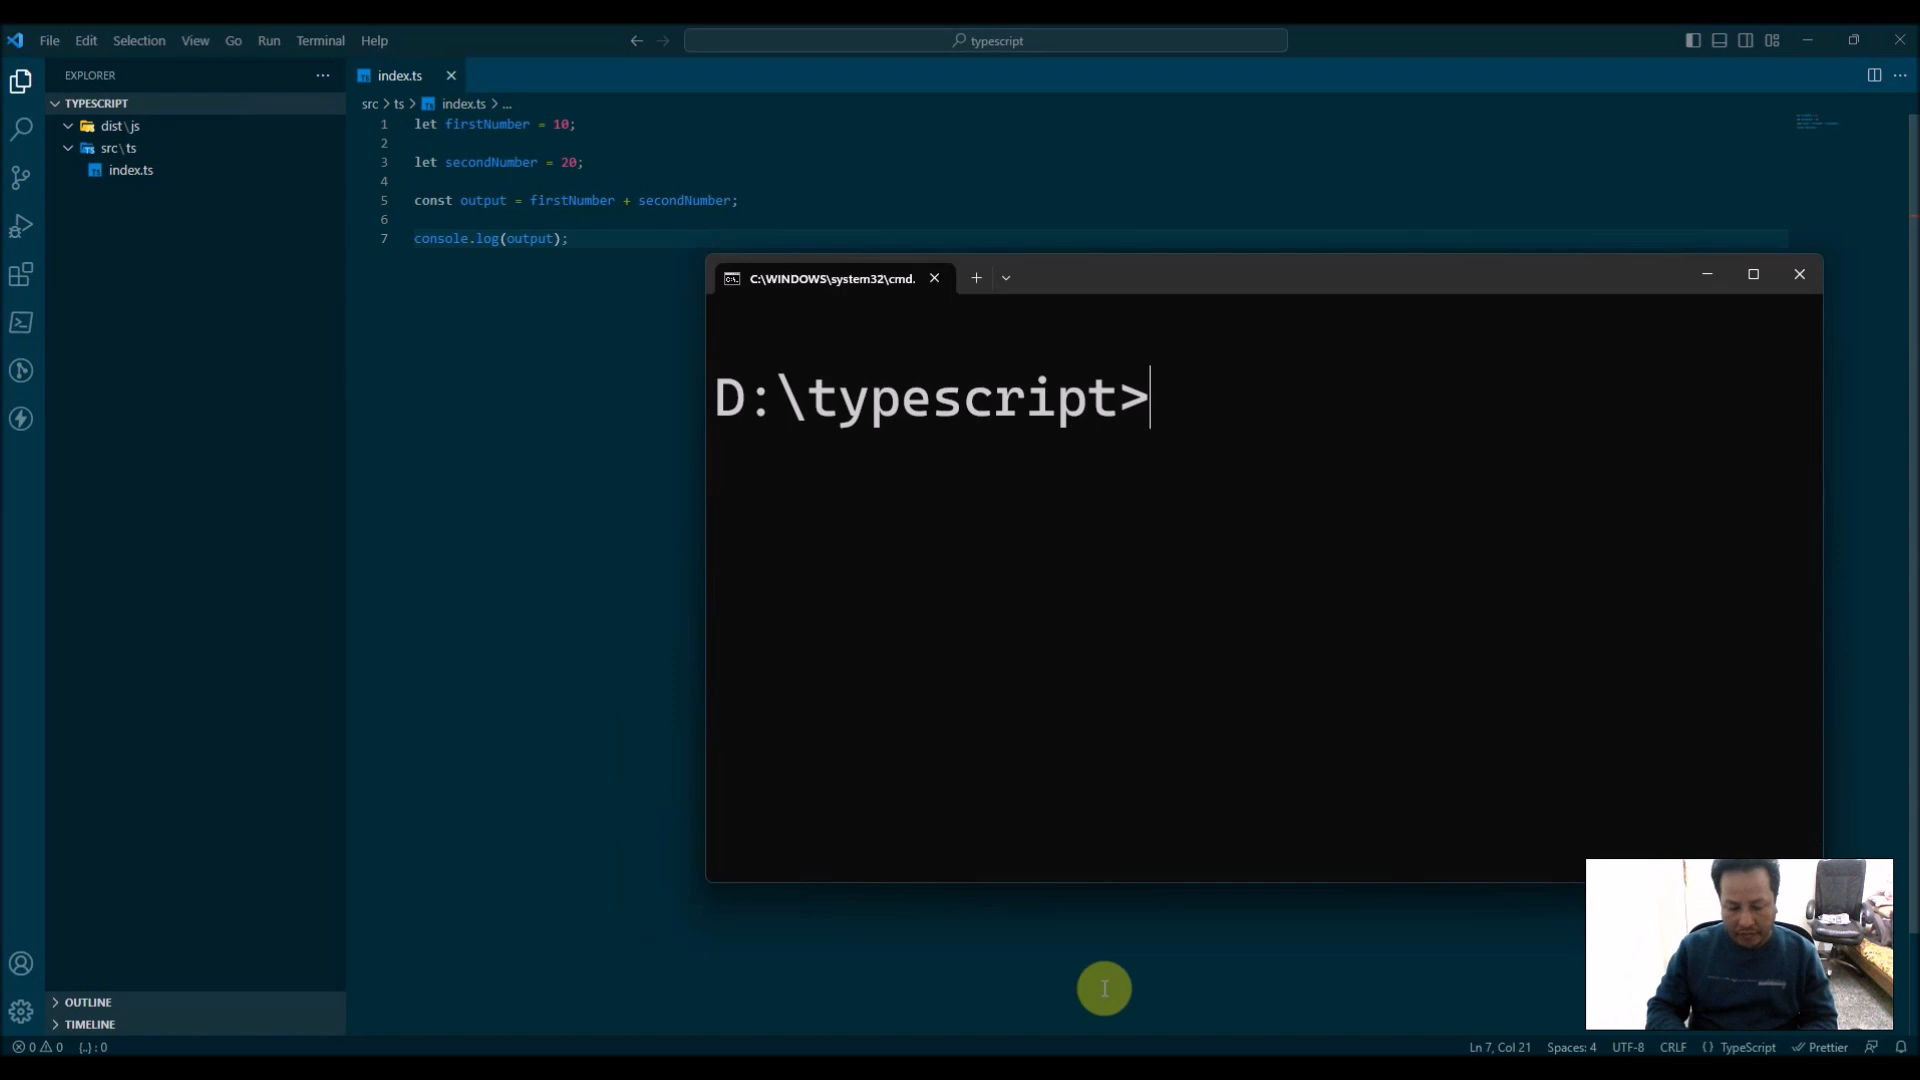 File Edit Selection View Go Run Terminal Help
typescript
EXPLORER
index.ts
TYPESCRIPT
src > ts > index.ts > ...
dist\js
src\ts
index.ts
1 let firstNumber = 10;
2
3 let secondNumber = 20;
4
5 const output = firstNumber + secondNumber;
6
7 console.log(output);
C:\WINDOWS\system32\cmd.
D:\typescript>
OUTLINE
TIMELINE
0 0 {..} : 0
Ln 7, Col 21 Spaces: 4 UTF-8 CRLF {} TypeScript Prettier